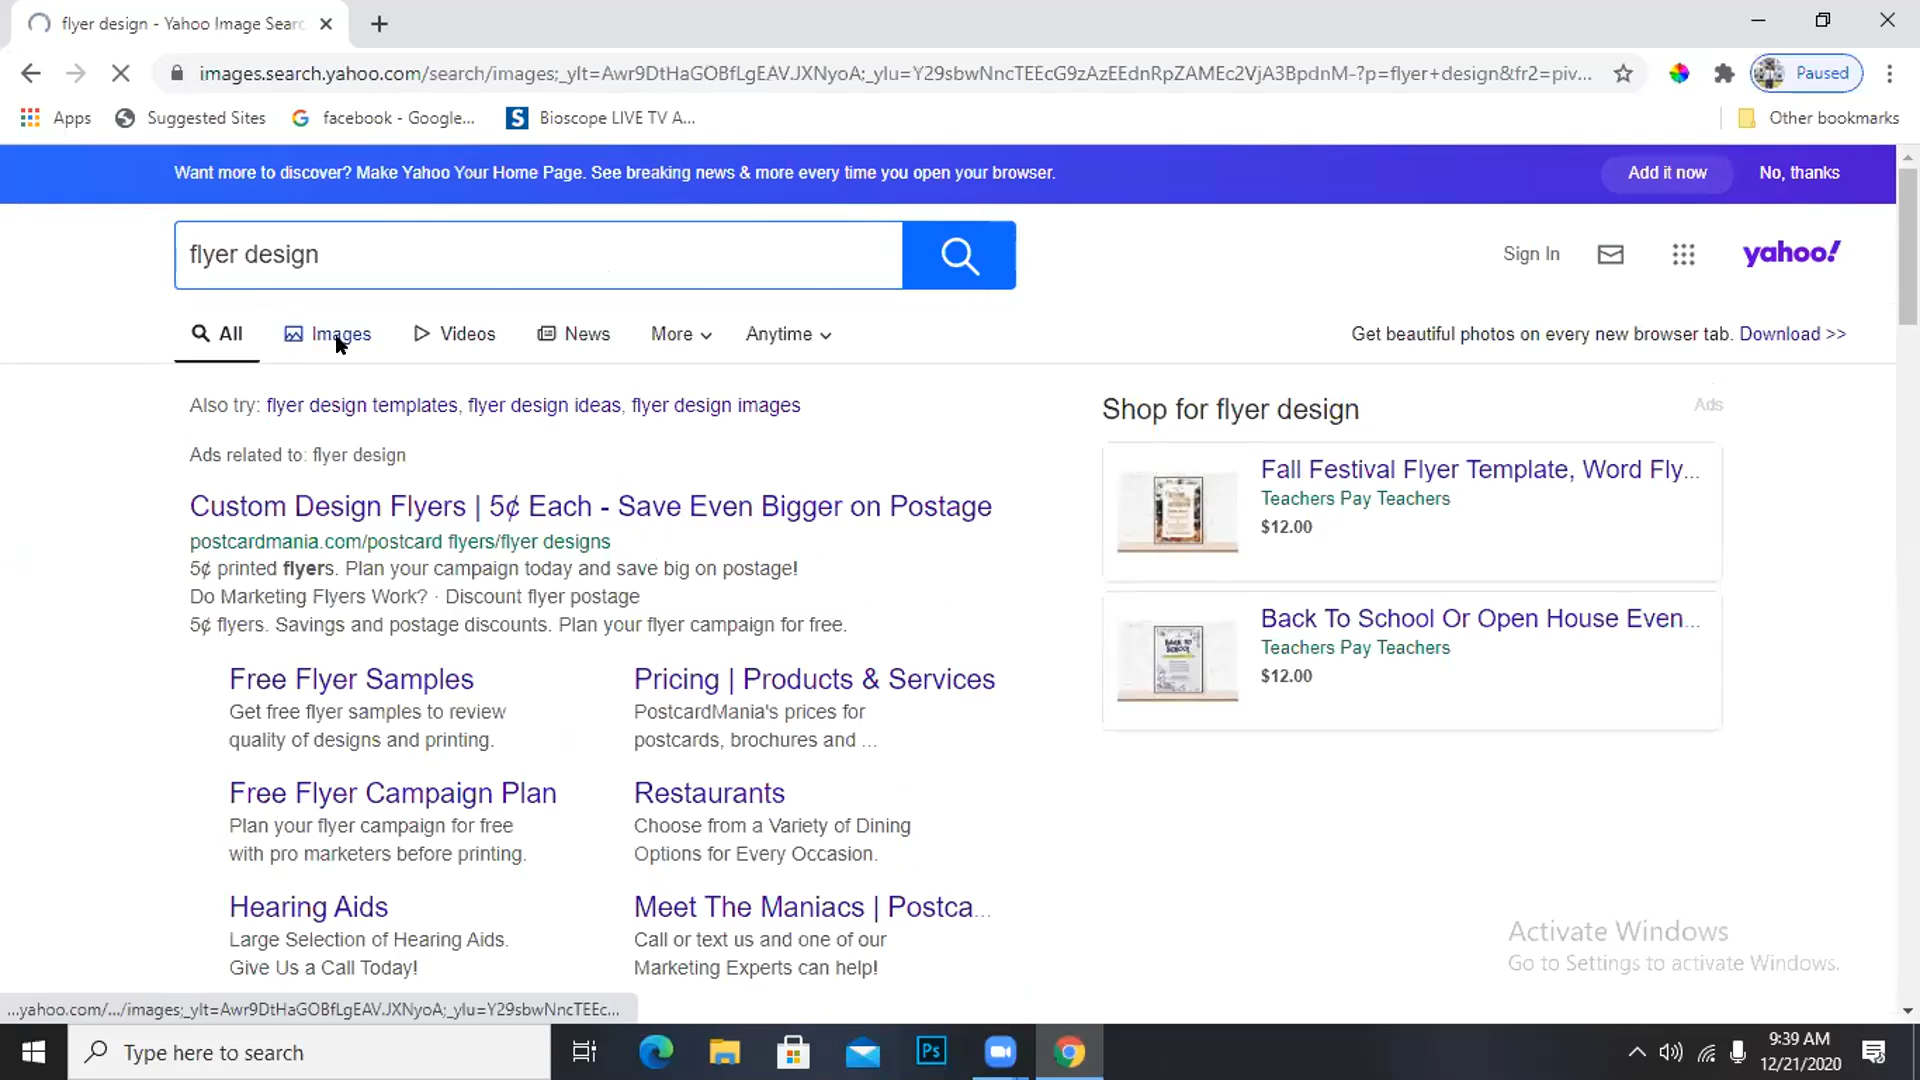 flyer design - Yahoo Image Searc
images.search.yahoo.com/search/images;_ylt=Awr9DtHaGOBfLgEAV.JXNyoA;_ylu=Y29sbwNncTEEcG9zAzEEdnRpZAMEc2VjA3BpdnM-?p=flyer+design&fr2=piv...
Paused
Apps
Suggested Sites
facebook - Google...
Bioscope LIVE TV A...
Other bookmarks
Want more to discover? Make Yahoo Your Home Page. See breaking news & more every time you open your browser.
Add it now
No, thanks
flyer design
Sign In
yahoo!
All
Images
Videos
News
More
Anytime
Get beautiful photos on every new browser tab. Download >>
Also try: flyer design templates, flyer design ideas, flyer design images
Ads related to: flyer design
Custom Design Flyers | 5¢ Each - Save Even Bigger on Postage
postcardmania.com/postcard flyers/flyer designs
5¢ printed flyers. Plan your campaign today and save big on postage!
Do Marketing Flyers Work? · Discount flyer postage
5¢ flyers. Savings and postage discounts. Plan your flyer campaign for free.
Free Flyer Samples
Get free flyer samples to review
quality of designs and printing.
Pricing | Products & Services
PostcardMania's prices for
postcards, brochures and ...
Free Flyer Campaign Plan
Plan your flyer campaign for free
with pro marketers before printing.
Restaurants
Choose from a Variety of Dining
Options for Every Occasion.
Hearing Aids
Large Selection of Hearing Aids.
Give Us a Call Today!
Meet The Maniacs | Postca...
Call or text us and one of our
Marketing Experts can help!
Shop for flyer design
Ads
Fall Festival Flyer Template, Word Fly...
Teachers Pay Teachers
$12.00
BACK TO
SCHOOL
Back To School Or Open House Even...
Teachers Pay Teachers
$12.00
Activate Windows
Go to Settings to activate Windows.
...yahoo.com/.../images;_ylt=Awr9DtHaGOBfLgEAV.JXNyoA;_ylu=Y29sbwNncTEEc...
Type here to search
Ps
9:39 AM
12/21/2020